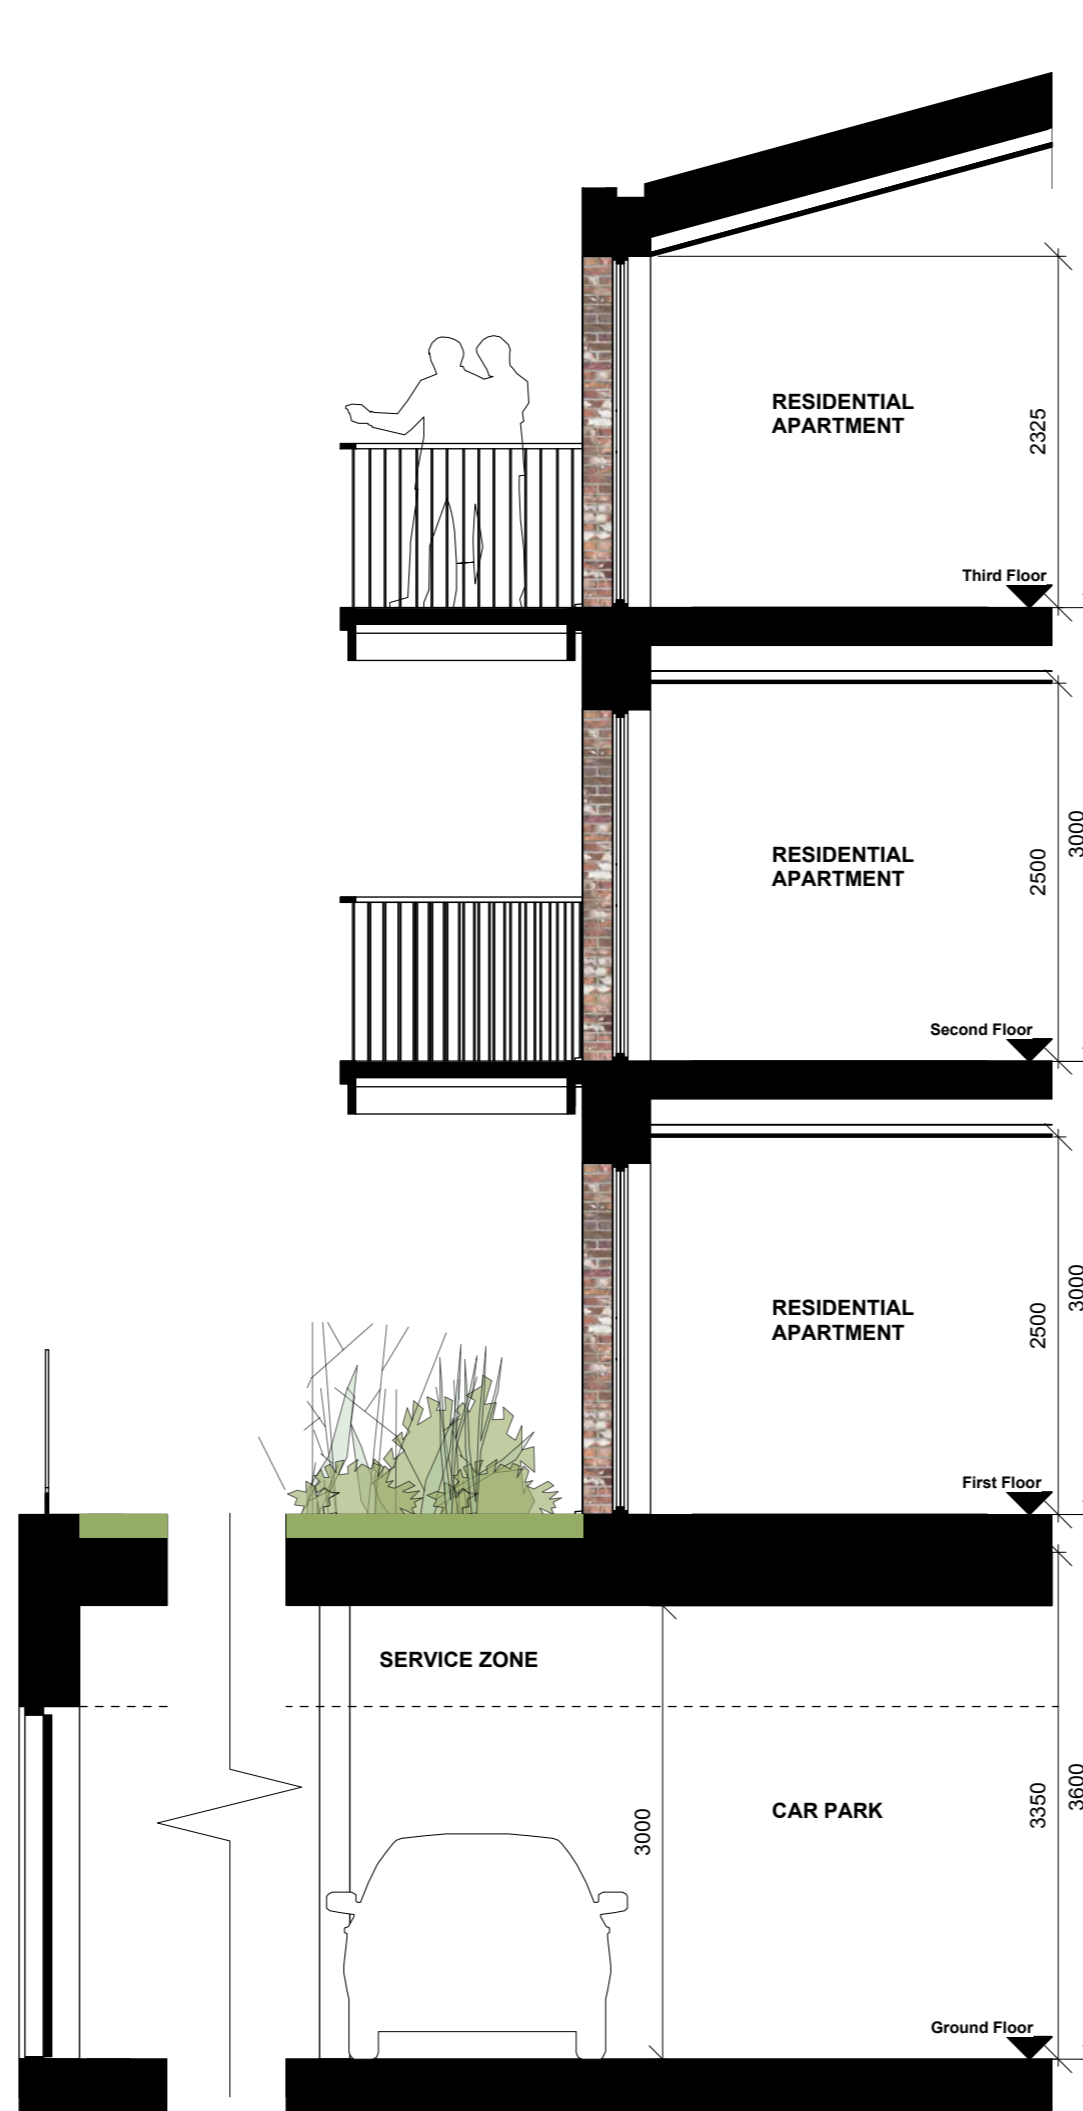 RESIDENTIAL
APARTMENT
2325
Third Floor
RESIDENTIAL
APARTMENT
2500
3000
Second Floor
RESIDENTIAL
APARTMENT
2500
3000
First Floor
SERVICE ZONE
CAR PARK
3000
3350
3600
Ground Floor